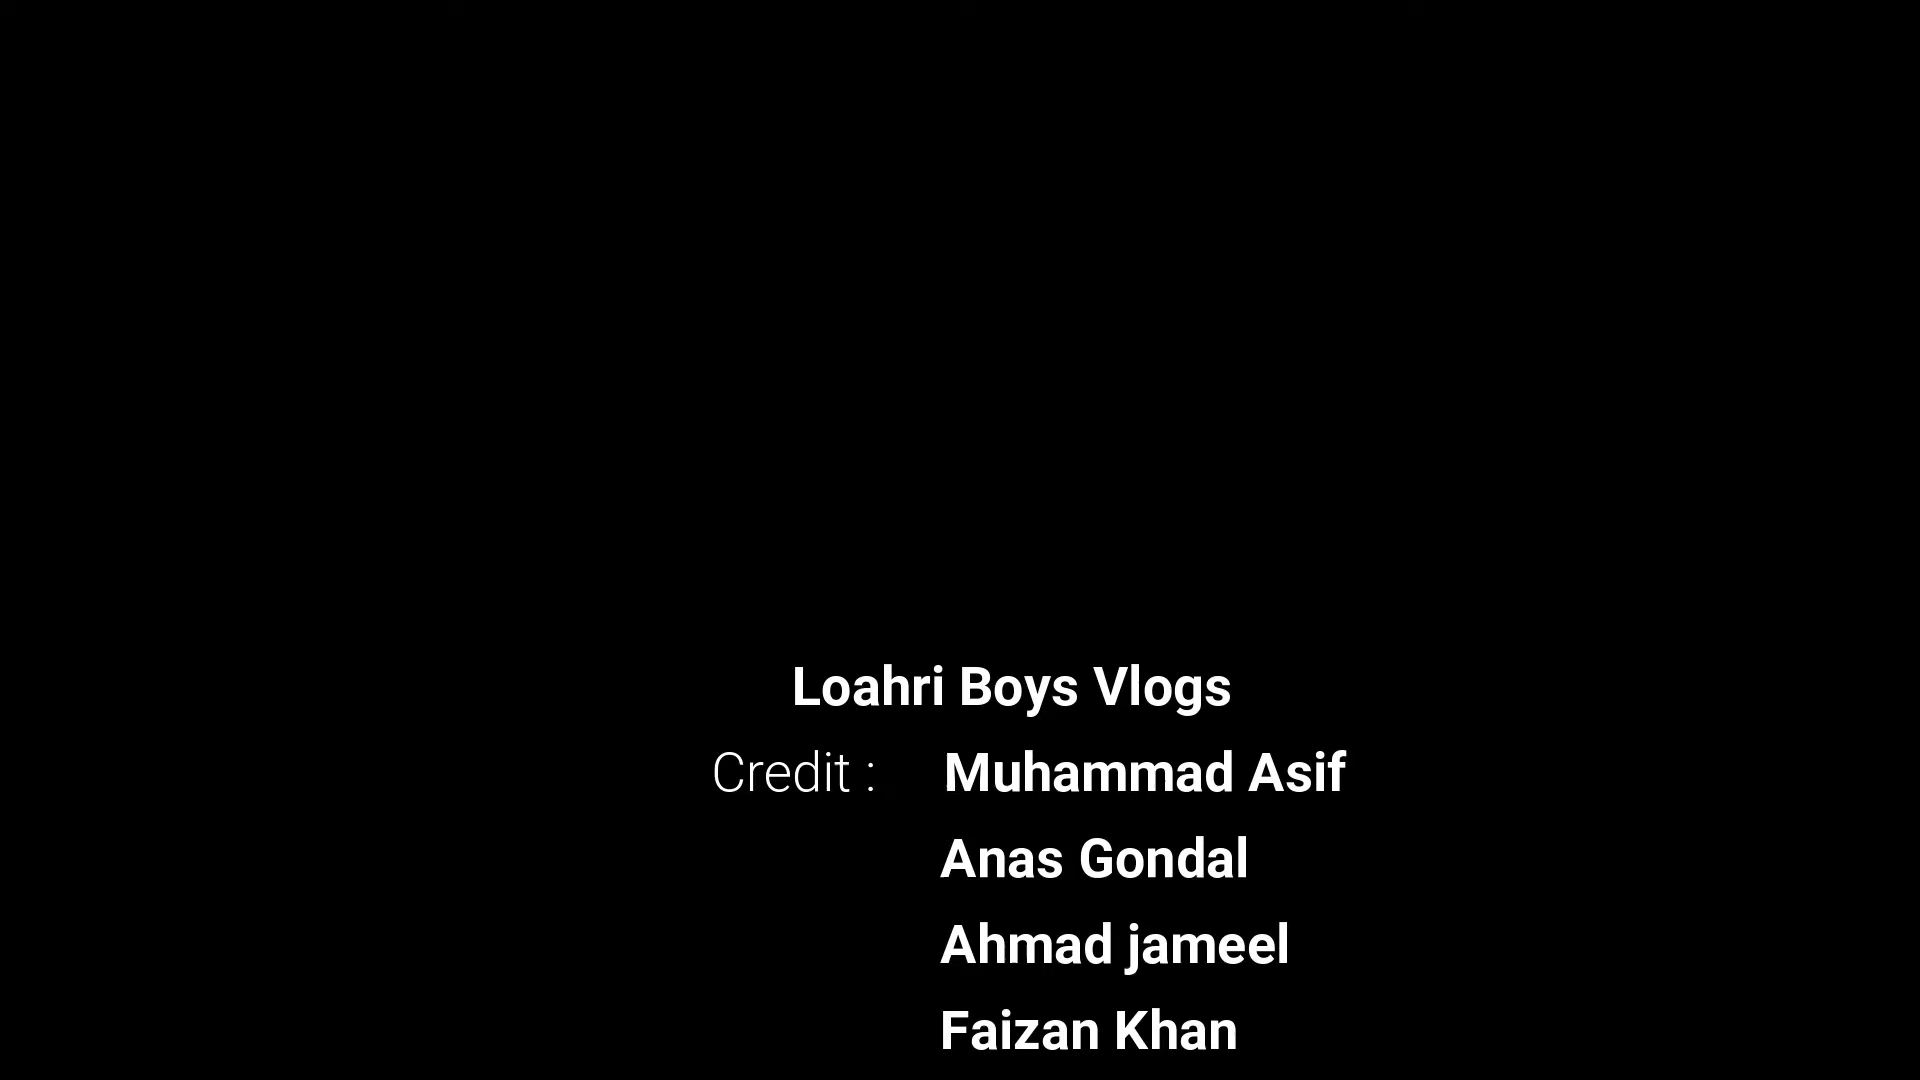 Loahri Boys Vlogs
Credit : Muhammad Asif
Anas Gondal
Ahmad jameel
Faizan Khan